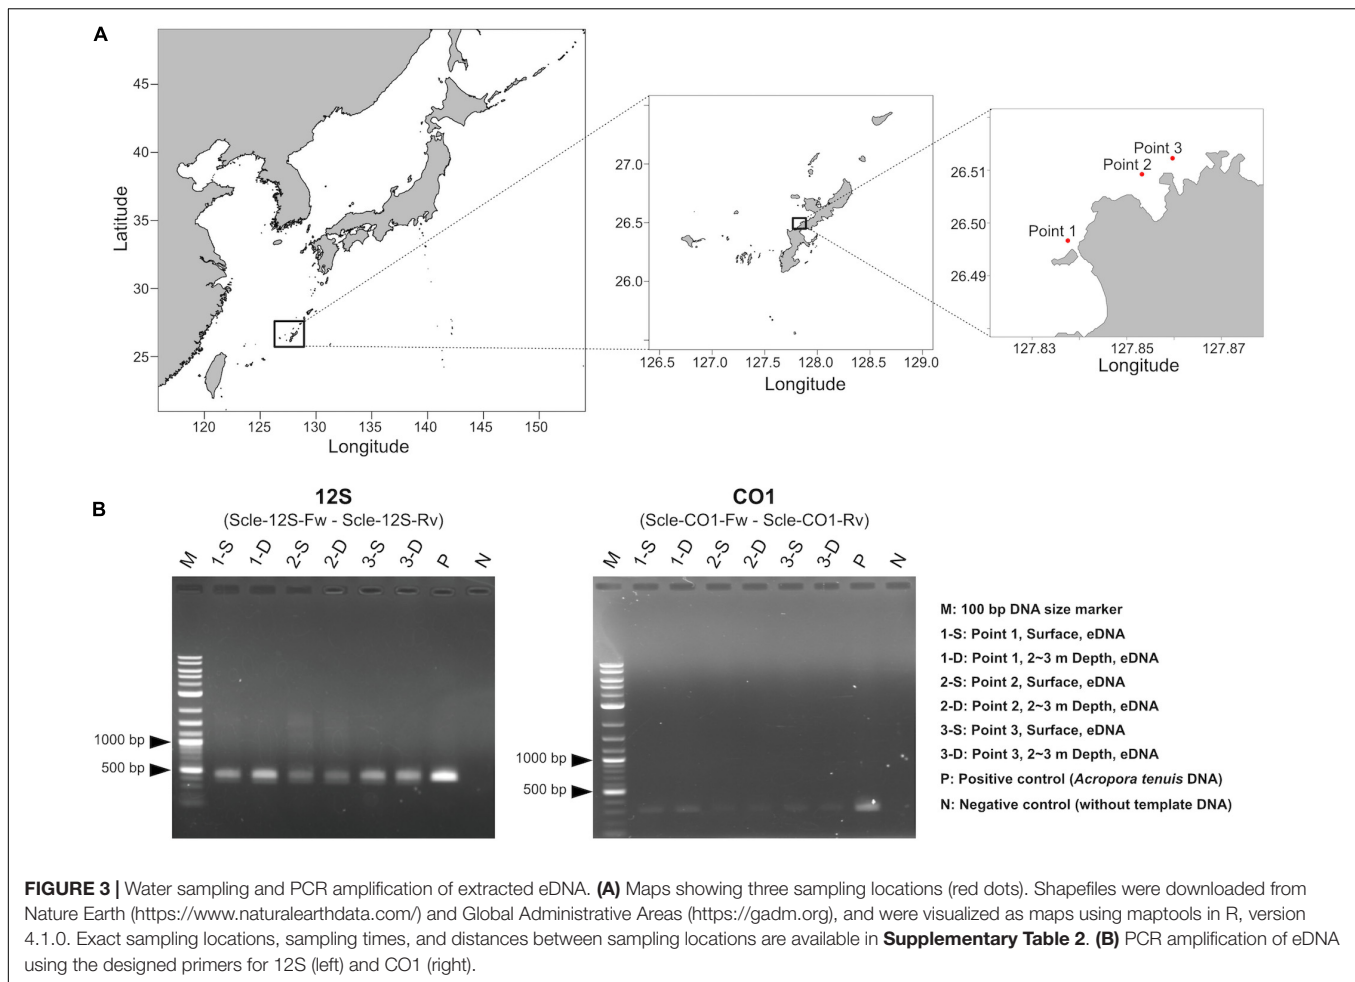 A
Latitude
45
40
35
30
25
120 125 130 135 140 145 150
Longitude
27.0
26.5
26.0
126.5 127.0 127.5 128.0 128.5 129.0
Longitude
Point 3
Point 2
Point 1
26.51
26.50
26.49
127.83 127.85 127.87
Longitude
B
12S
(Scle-12S-Fw - Scle-12S-Rv)
M 1-S 1-D 2-S 2-D 3-S 3-D P N
1000 bp
500 bp
CO1
(Scle-CO1-Fw - Scle-CO1-Rv)
M 1-S 1-D 2-S 2-D 3-S 3-D P N
1000 bp
500 bp
M: 100 bp DNA size marker
1-S: Point 1, Surface, eDNA
1-D: Point 1, 2~3 m Depth, eDNA
2-S: Point 2, Surface, eDNA
2-D: Point 2, 2~3 m Depth, eDNA
3-S: Point 3, Surface, eDNA
3-D: Point 3, 2~3 m Depth, eDNA
P: Positive control (Acropora tenuis DNA)
N: Negative control (without template DNA)
FIGURE 3 | Water sampling and PCR amplification of extracted eDNA. (A) Maps showing three sampling locations (red dots). Shapefiles were downloaded from
Nature Earth (https://www.naturalearthdata.com/) and Global Administrative Areas (https://gadm.org), and were visualized as maps using maptools in R, version
4.1.0. Exact sampling locations, sampling times, and distances between sampling locations are available in Supplementary Table 2. (B) PCR amplification of eDNA
using the designed primers for 12S (left) and CO1 (right).